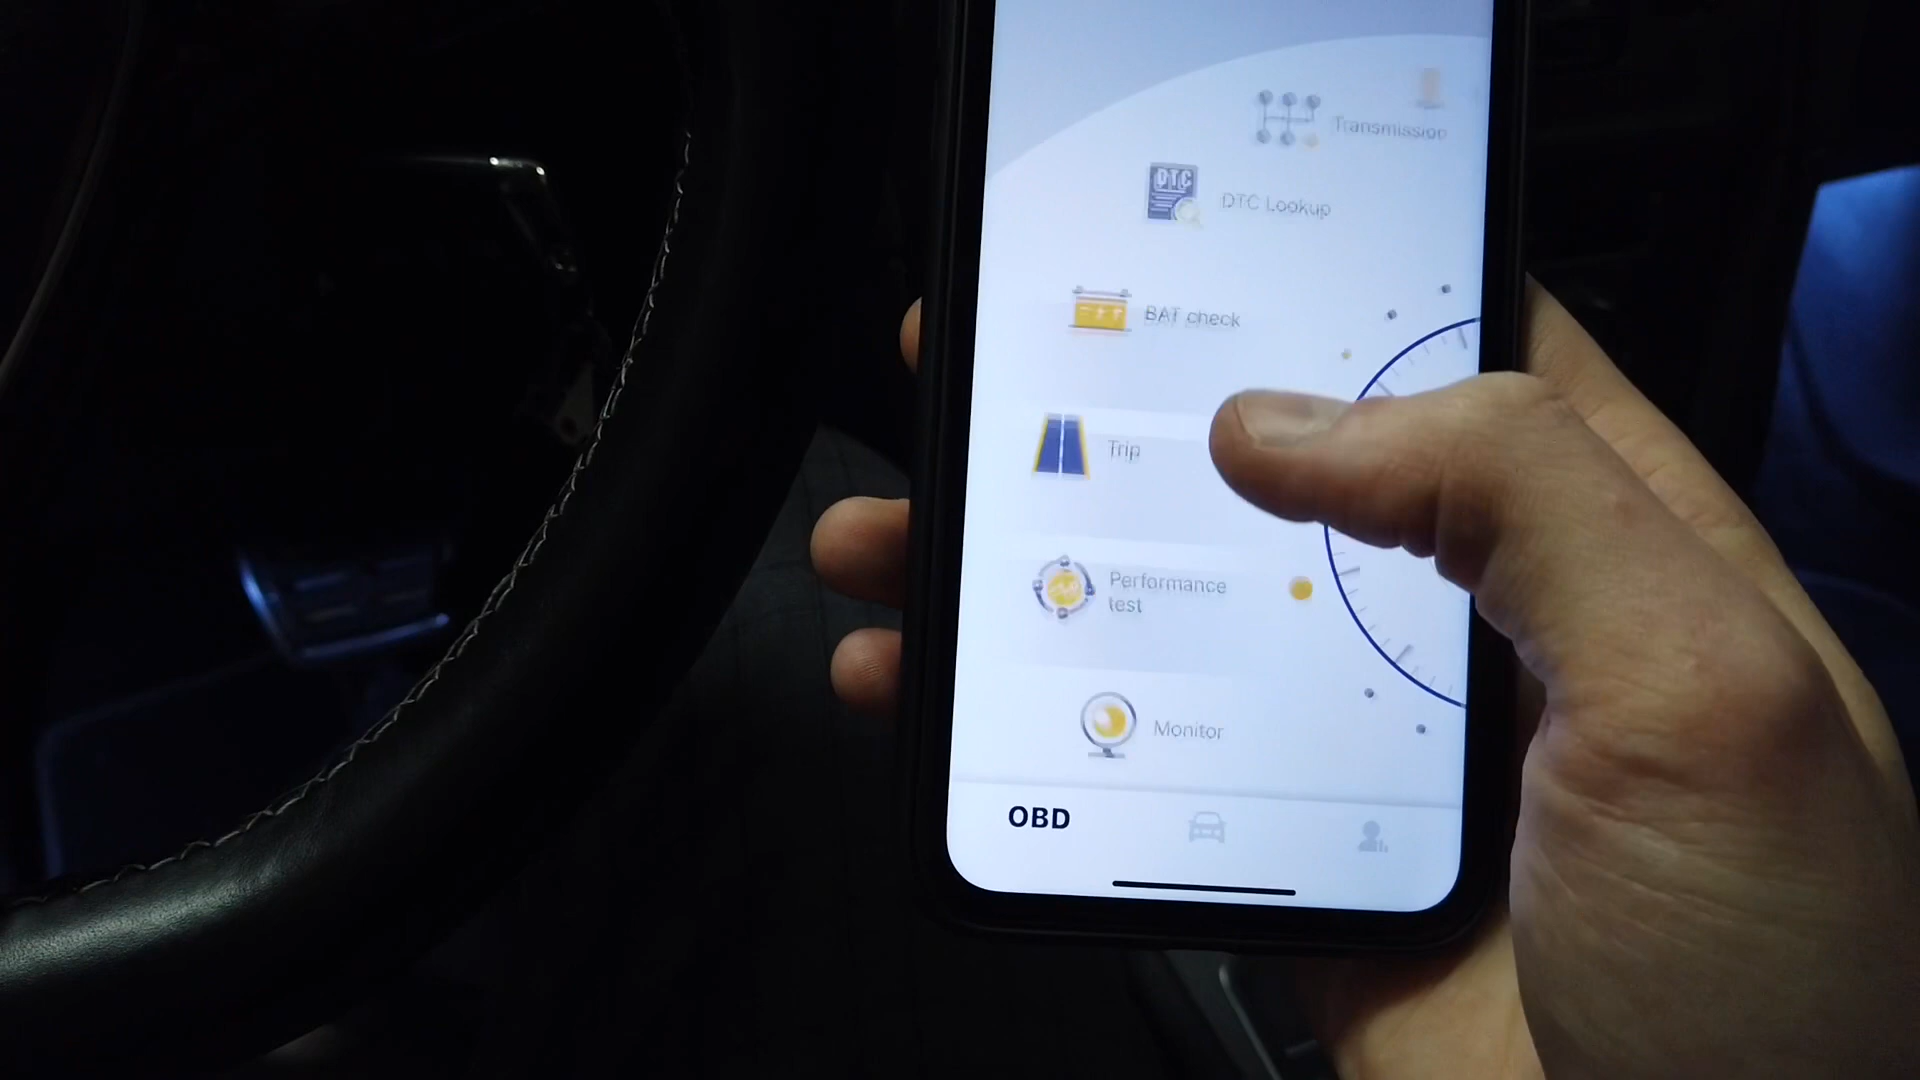 Transmission
DTC
DTC Lookup
BAT check
Trip
Performance
test
Monitor
OBD